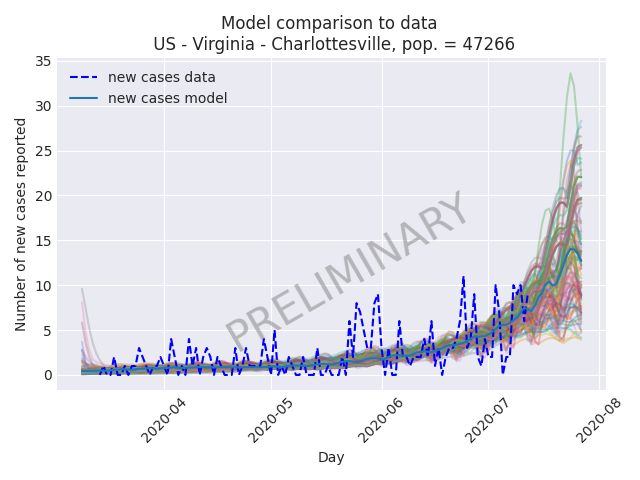 Model comparison to data
US - Virginia - Charlottesville, pop. = 47266
new cases data
new cases model
Number of new cases reported
35
30
25
20
15
10
5
0
PRELIMINARY
2020-04
2020-05
2020-06
2020-07
2020-08
Day